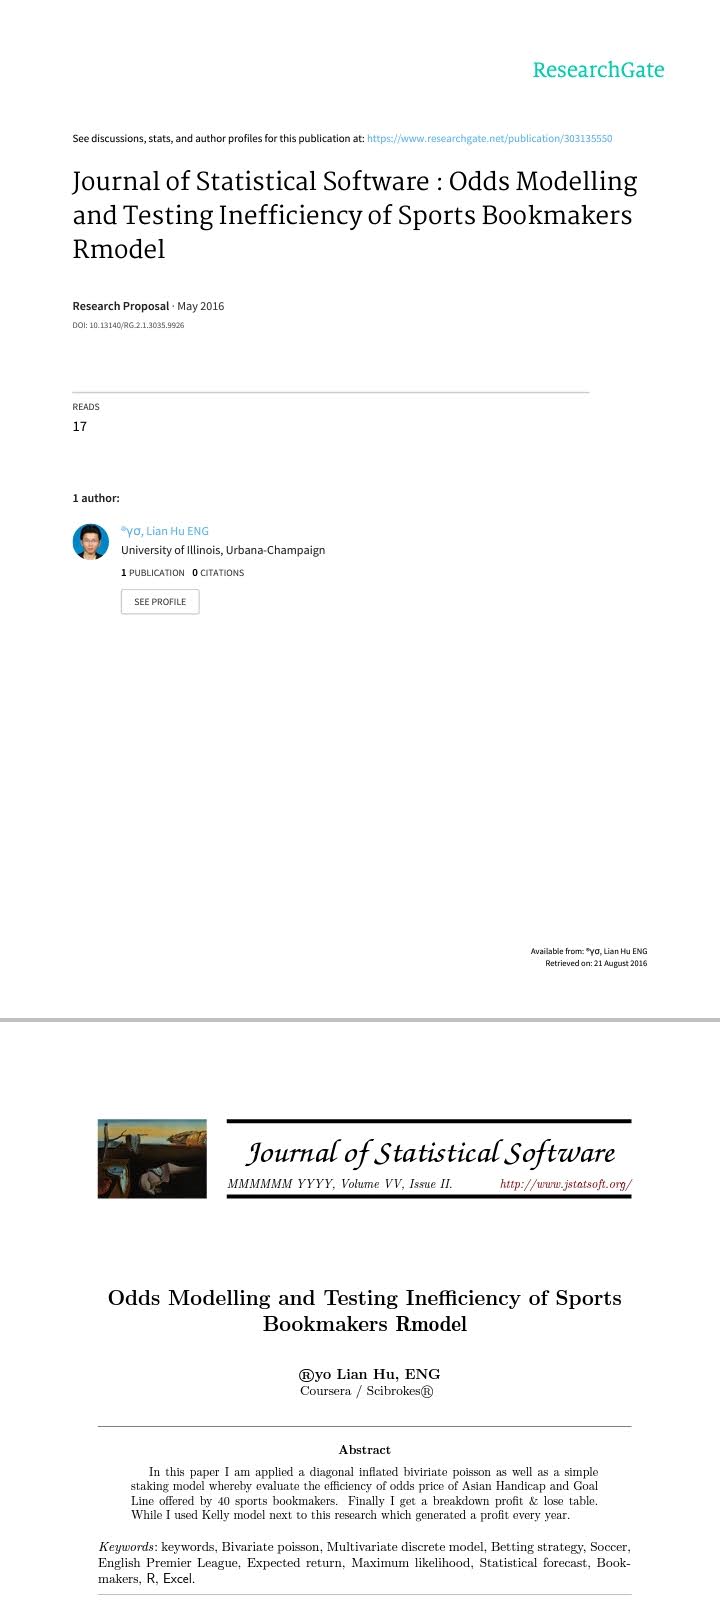 ResearchGate
See discussions, stats, and author profiles for this publication at: https://www.researchgate.net/publication/303135550
Journal of Statistical Software : Odds Modelling
and Testing Inefficiency of Sports Bookmakers
Rmodel
Research Proposal · May 2016
DOI: 10.13140/RG.2.1.3035.9926
READS
17
1 author:
®γσ, Lian Hu ENG
University of Illinois, Urbana-Champaign
1 PUBLICATION 0 CITATIONS
SEE PROFILE
Available from: ®γσ, Lian Hu ENG
Retrieved on: 21 August 2016
Journal of Statistical Software
MMMMMM YYYY, Volume VV, Issue II. http://www.jstatsoft.org/
Odds Modelling and Testing Inefficiency of Sports
Bookmakers Rmodel
®yo Lian Hu, ENG
Coursera / Scibrokes®
Abstract
In this paper I am applied a diagonal inflated biviriate poisson as well as a simple
staking model whereby evaluate the efficiency of odds price of Asian Handicap and Goal
Line offered by 40 sports bookmakers. Finally I get a breakdown profit & lose table.
While I used Kelly model next to this research which generated a profit every year.
Keywords: keywords, Bivariate poisson, Multivariate discrete model, Betting strategy, Soccer,
English Premier League, Expected return, Maximum likelihood, Statistical forecast, Book-
makers, R, Excel.